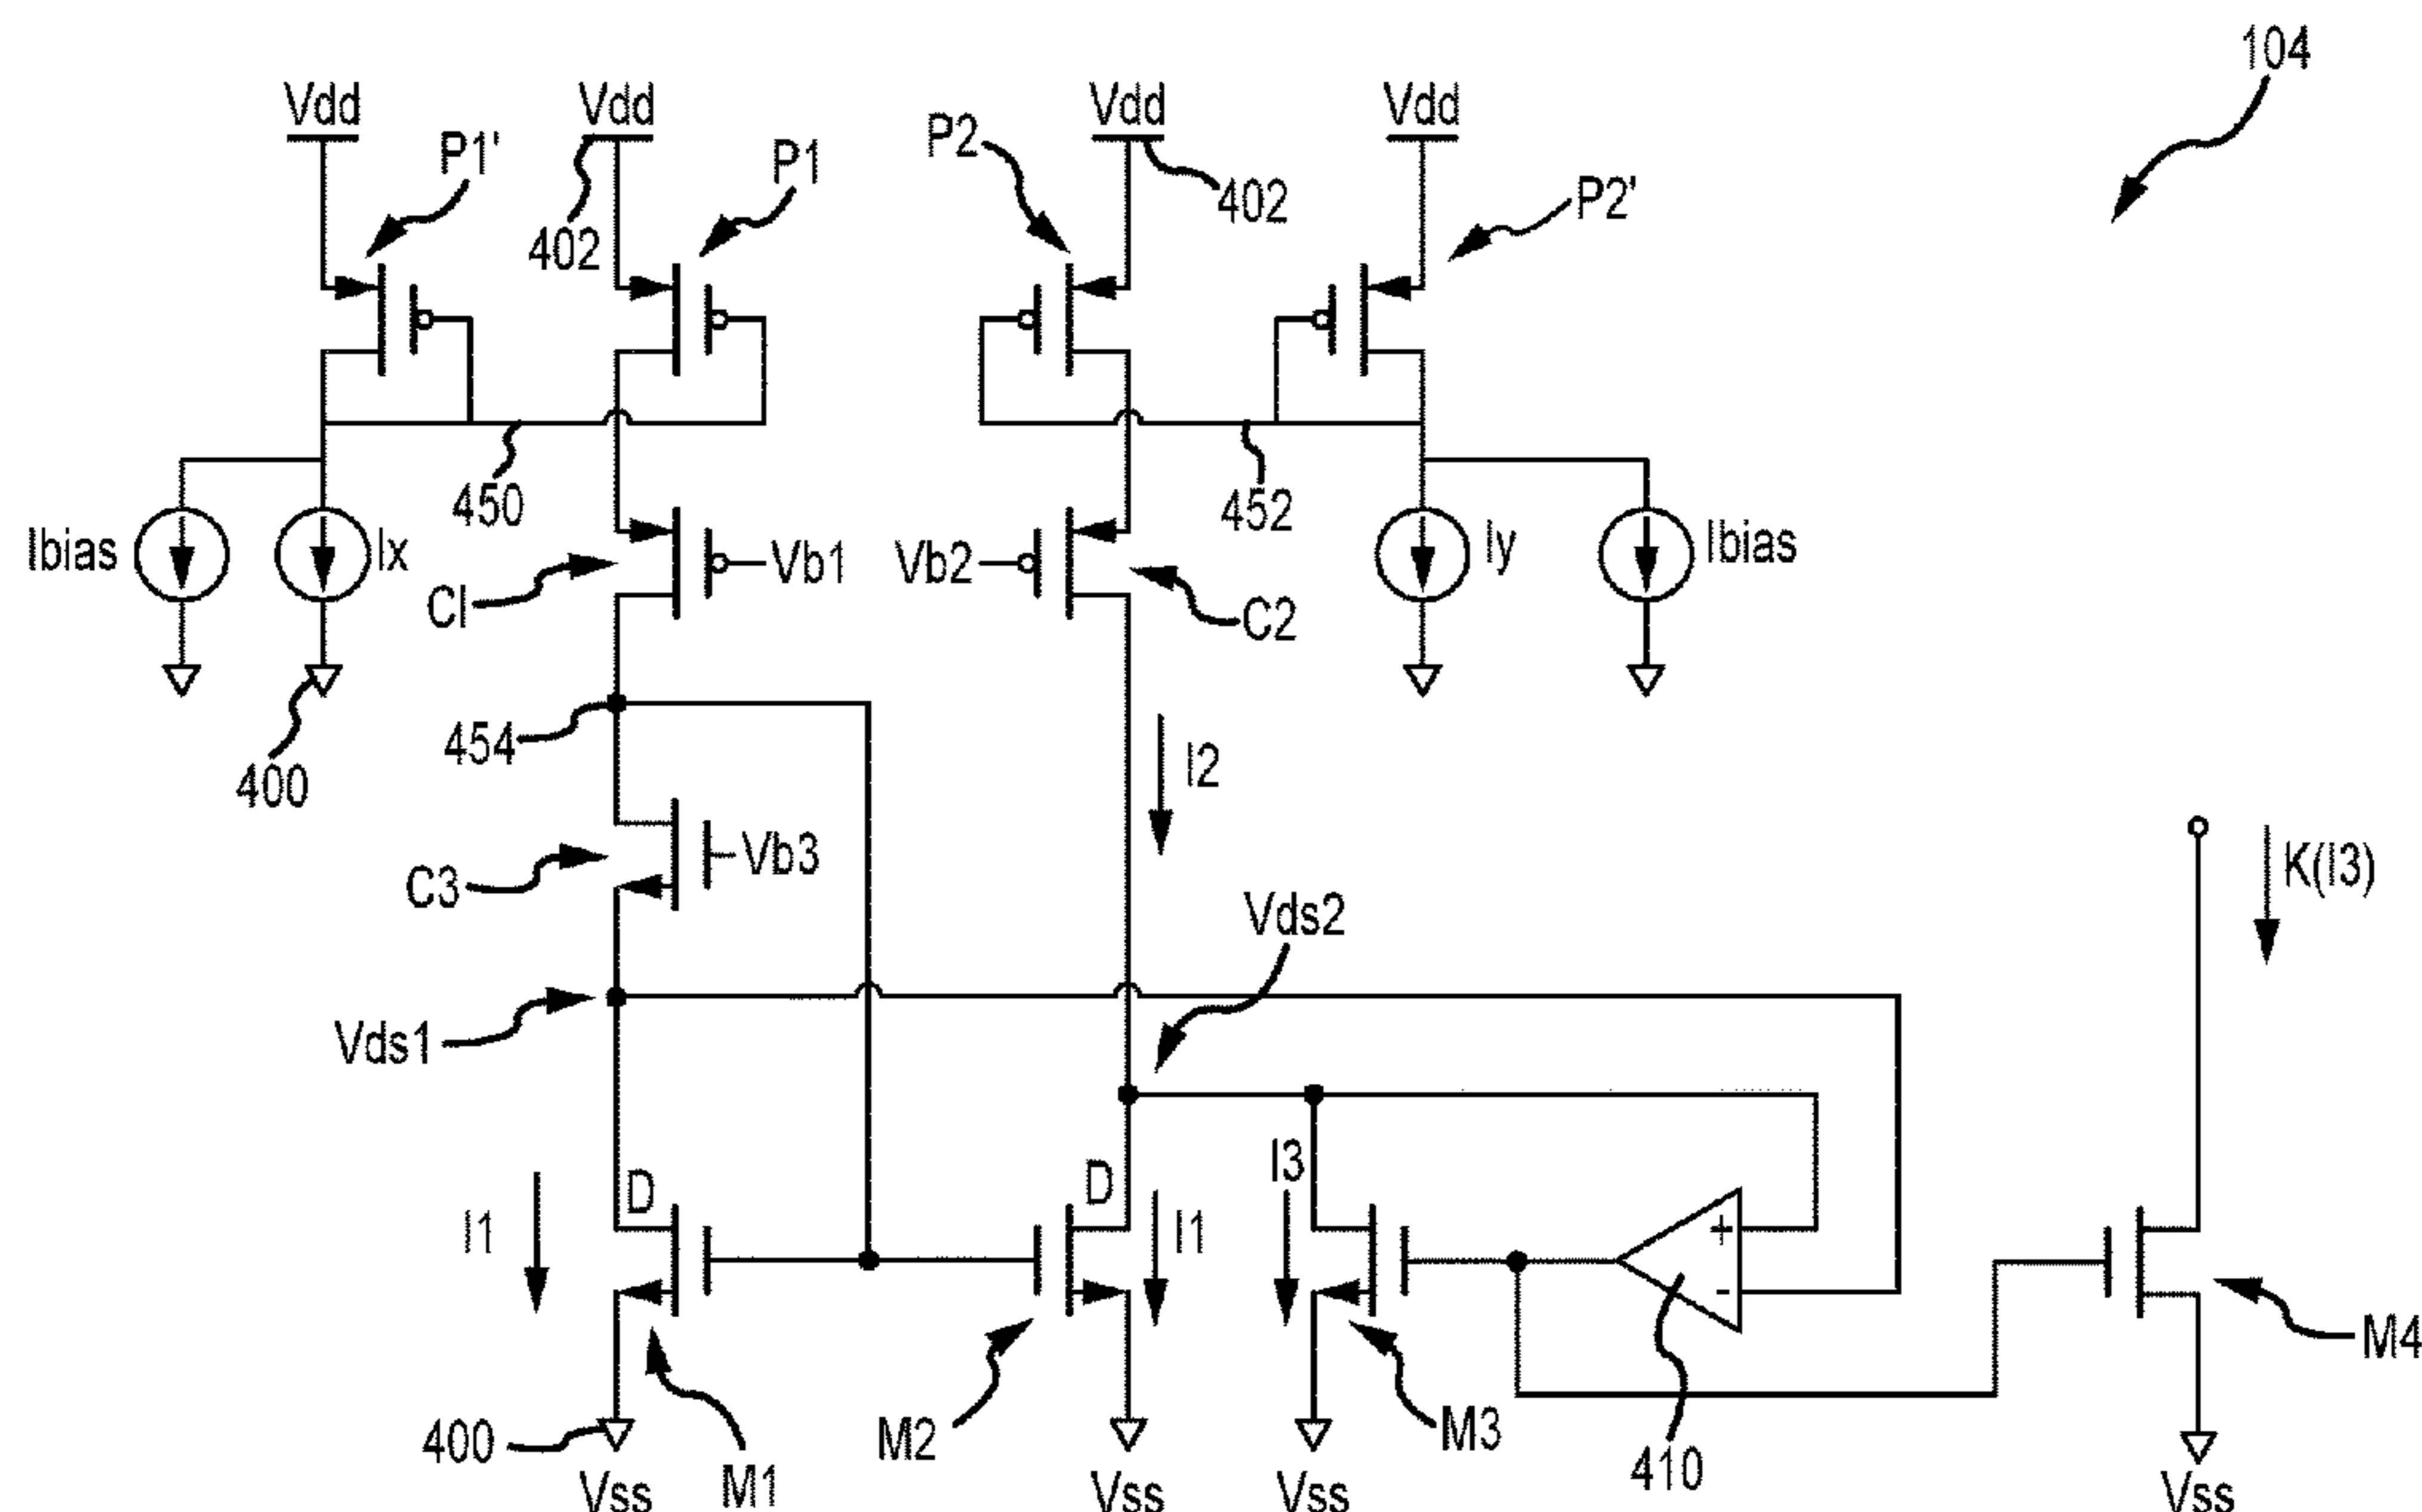 104
Vdd
Vdd
Vdd
Vdd
P1'
P1
P2
P2'
402
402
450
452
Ibias
Ix
Cl
Vb1
Vb2
C2
Iy
Ibias
400
454
I2
C3
Vb3
K(I3)
Vds2
Vds1
I1
D
D
I1
I3
+
-
M4
400
Vss
M1
M2
Vss
M3
Vss
410
Vss